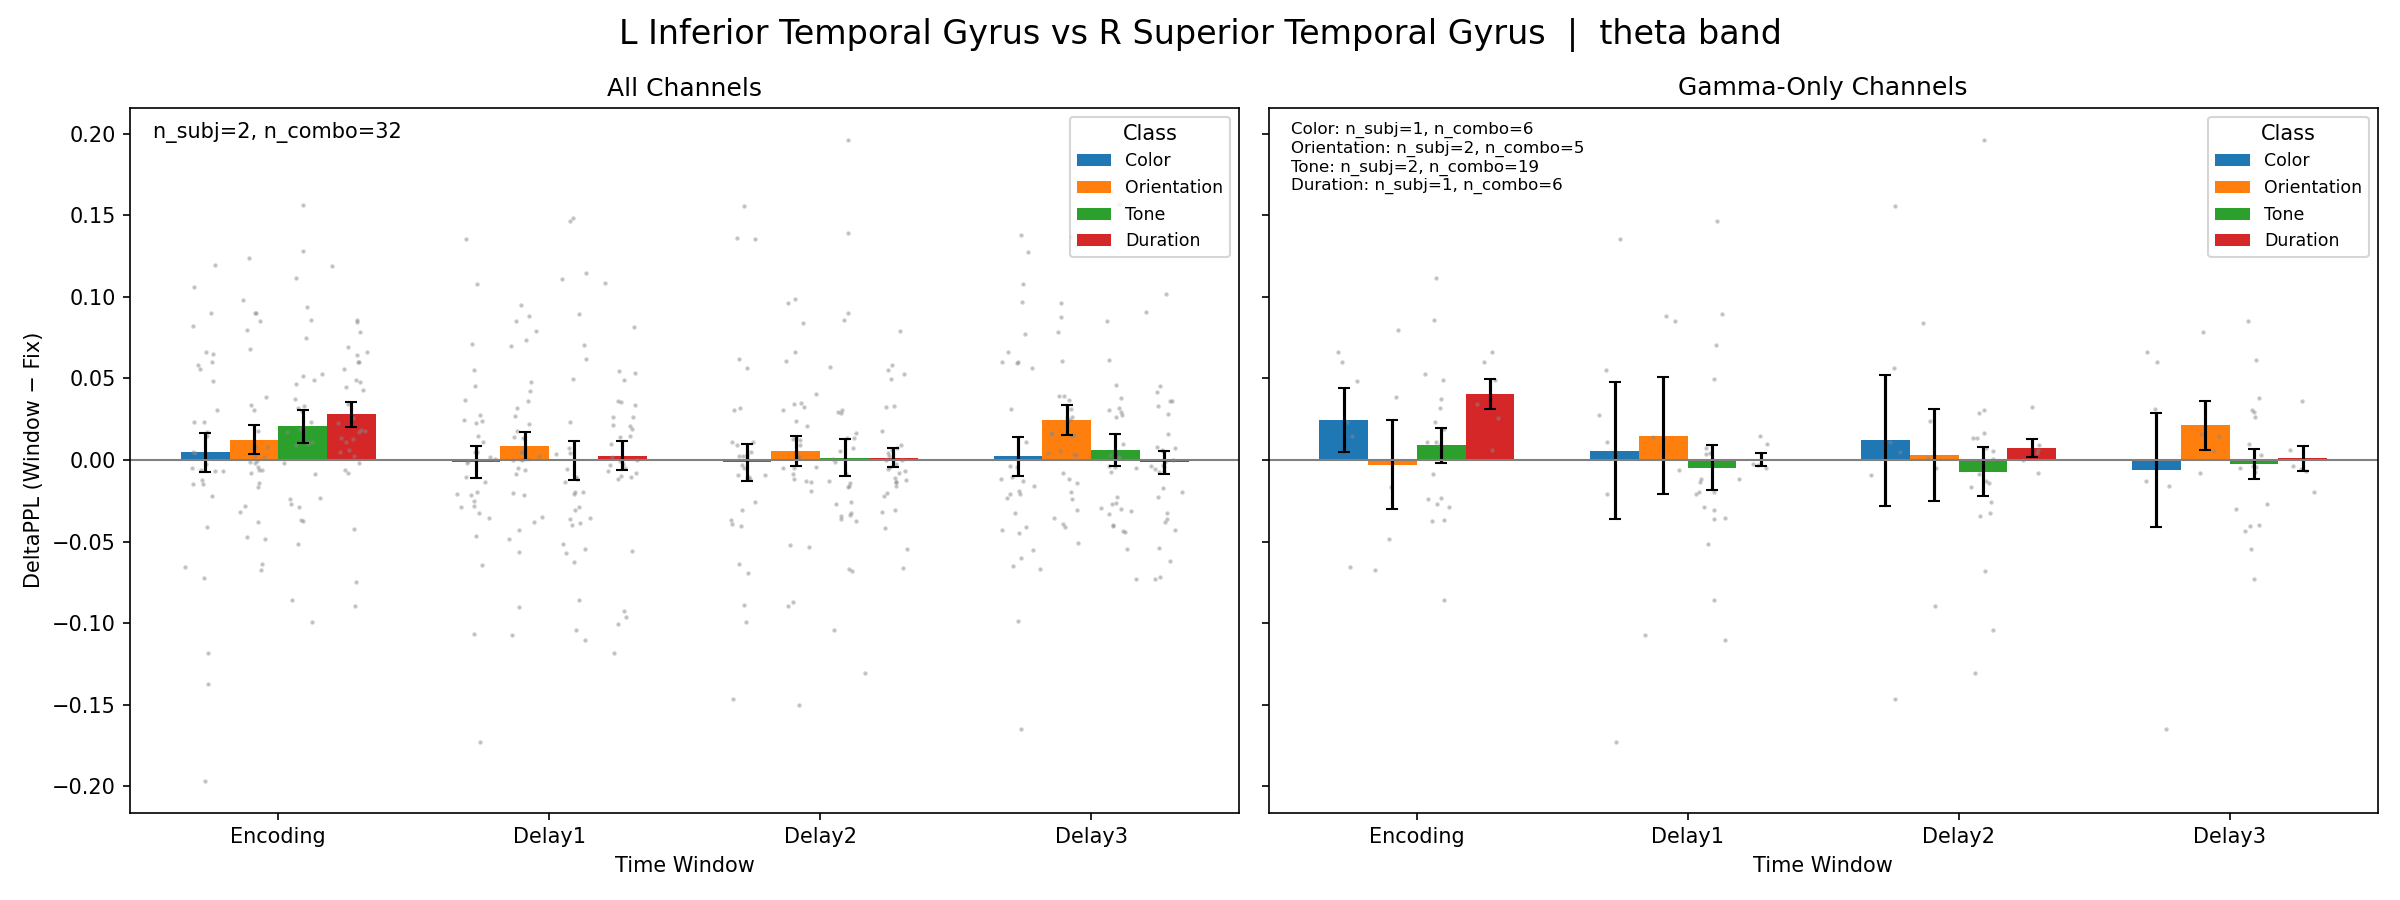 L Inferior Temporal Gyrus vs R Superior Temporal Gyrus | theta band
All Channels
n_subj=2, n_combo=32
Class
Color
Orientation
Tone
Duration
DeltaPPL (Window − Fix)
0.20
0.15
0.10
0.05
0.00
−0.05
−0.10
−0.15
−0.20
Encoding
Delay1
Delay2
Delay3
Time Window
Gamma-Only Channels
Color: n_subj=1, n_combo=6
Orientation: n_subj=2, n_combo=5
Tone: n_subj=2, n_combo=19
Duration: n_subj=1, n_combo=6
Class
Color
Orientation
Tone
Duration
Encoding
Delay1
Delay2
Delay3
Time Window